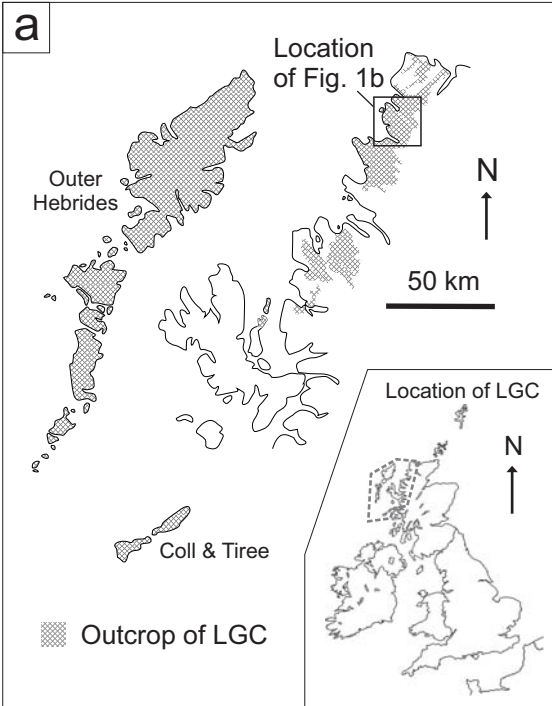 a
Location
of Fig. 1b
Outer
Hebrides
N
50 km
Location of LGC
N
Coll & Tiree
Outcrop of LGC